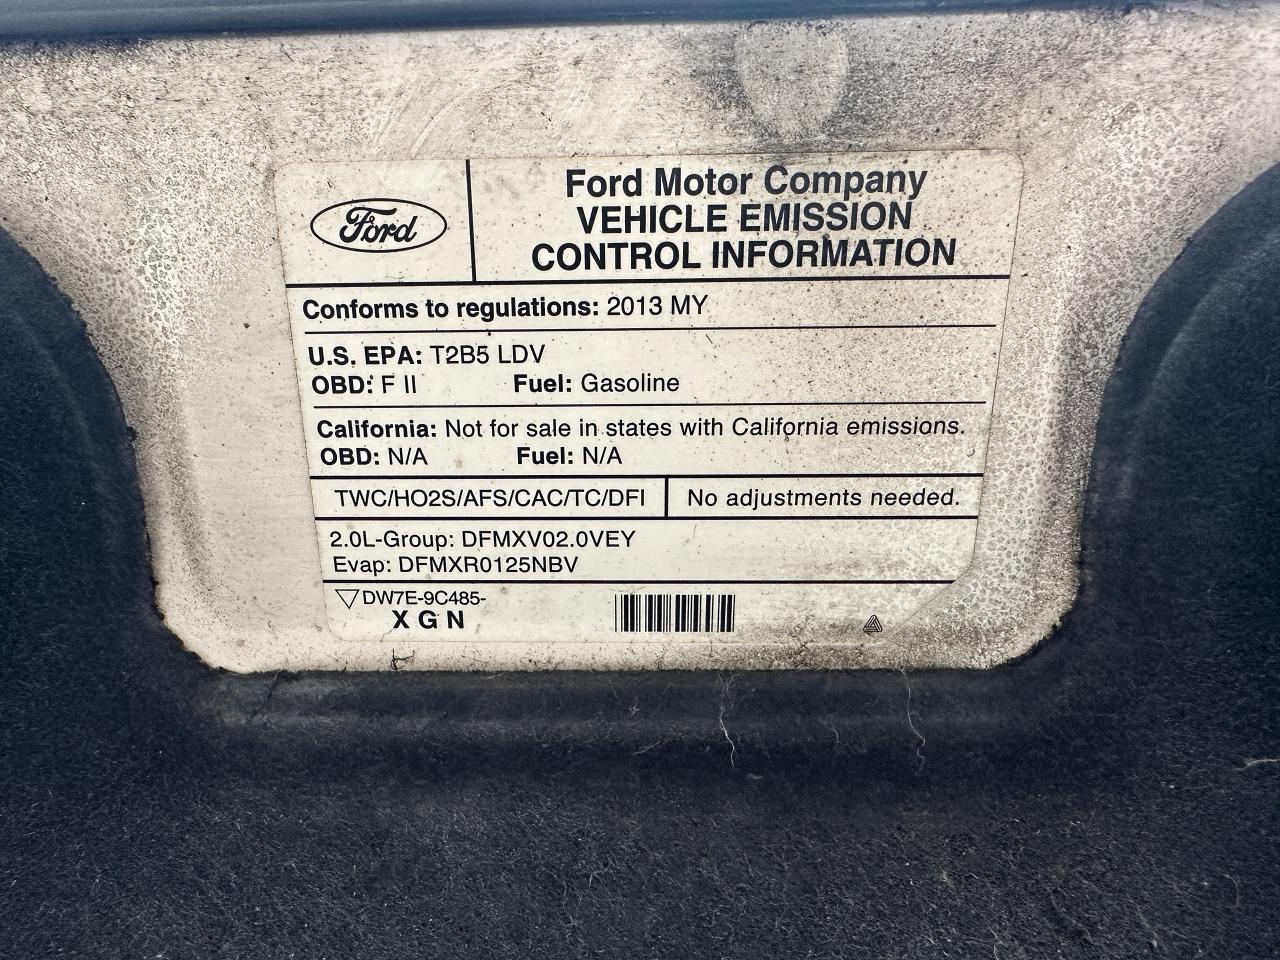 Ford
Ford Motor Company
VEHICLE EMISSION
CONTROL INFORMATION
Conforms to regulations: 2013 MY
U.S. EPA: T2B5 LDV
OBD: F II Fuel: Gasoline
California: Not for sale in states with California emissions.
OBD: N/A Fuel: N/A
TWC/HO2S/AFS/CAC/TC/DFI No adjustments needed.
2.0L-Group: DFMXV02.0VEY
Evap: DFMXR0125NBV
DW7E-9C485-
X G N